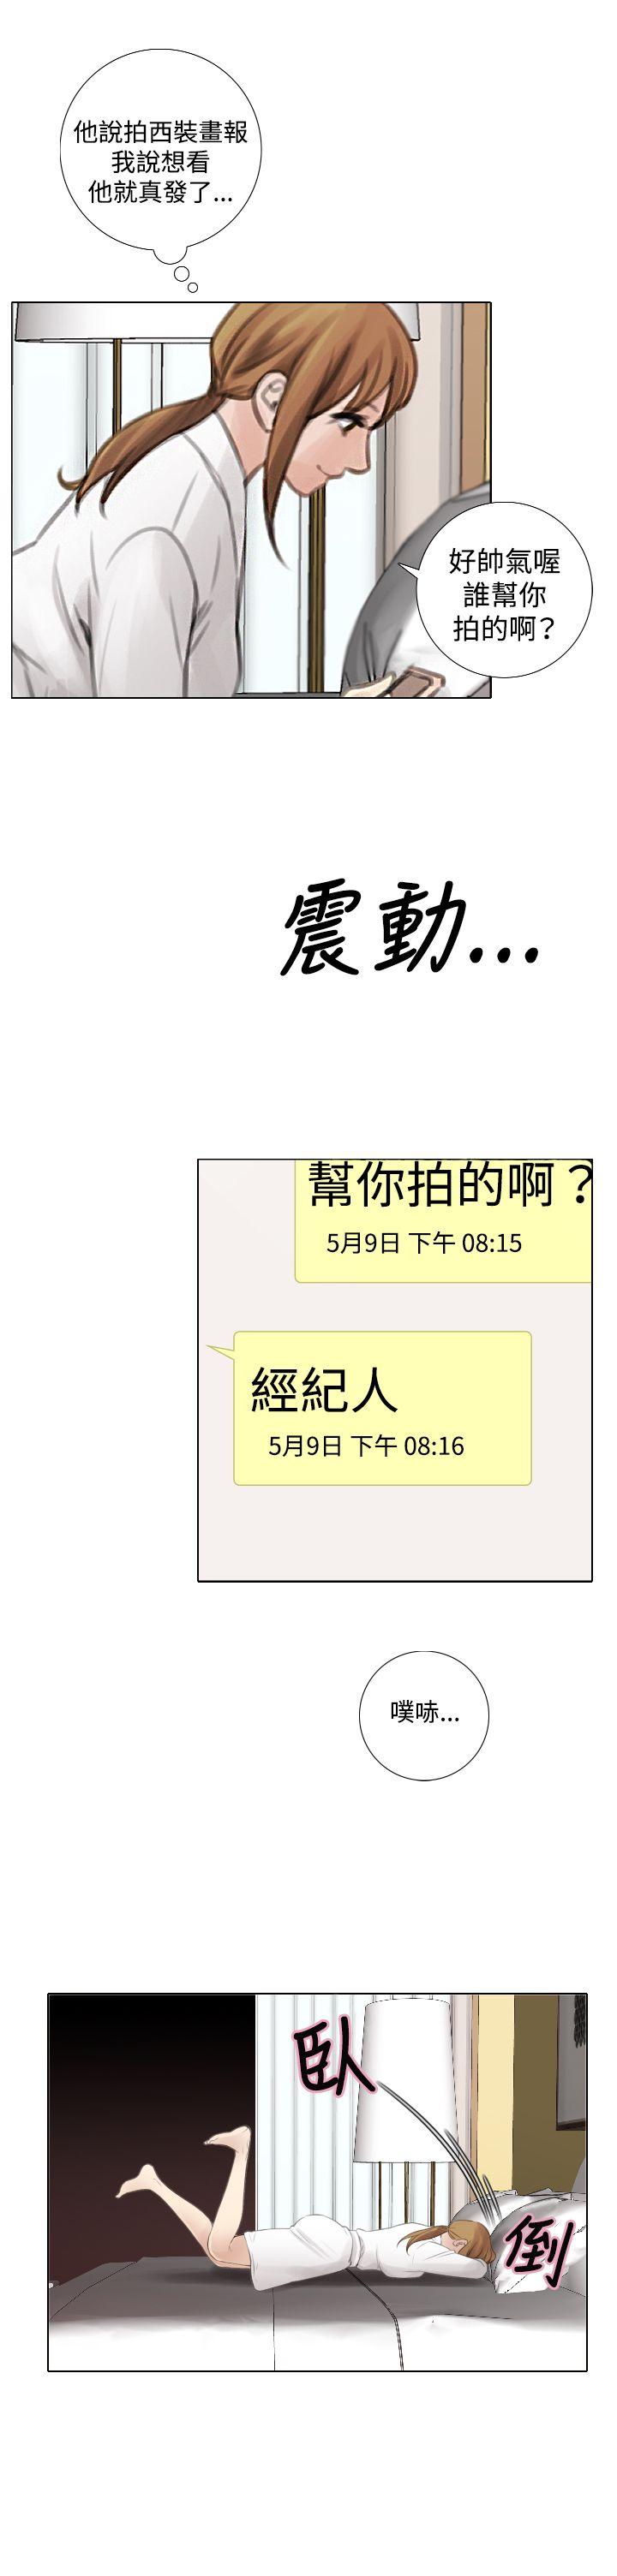 他說拍西裝畫報
我說想看
他就真發了...
好帥氣喔
誰幫你
拍的啊？
震動...
幫你拍的啊？
5月9日 下午 08:15
經紀人
5月9日 下午 08:16
噗哧...
臥
倒